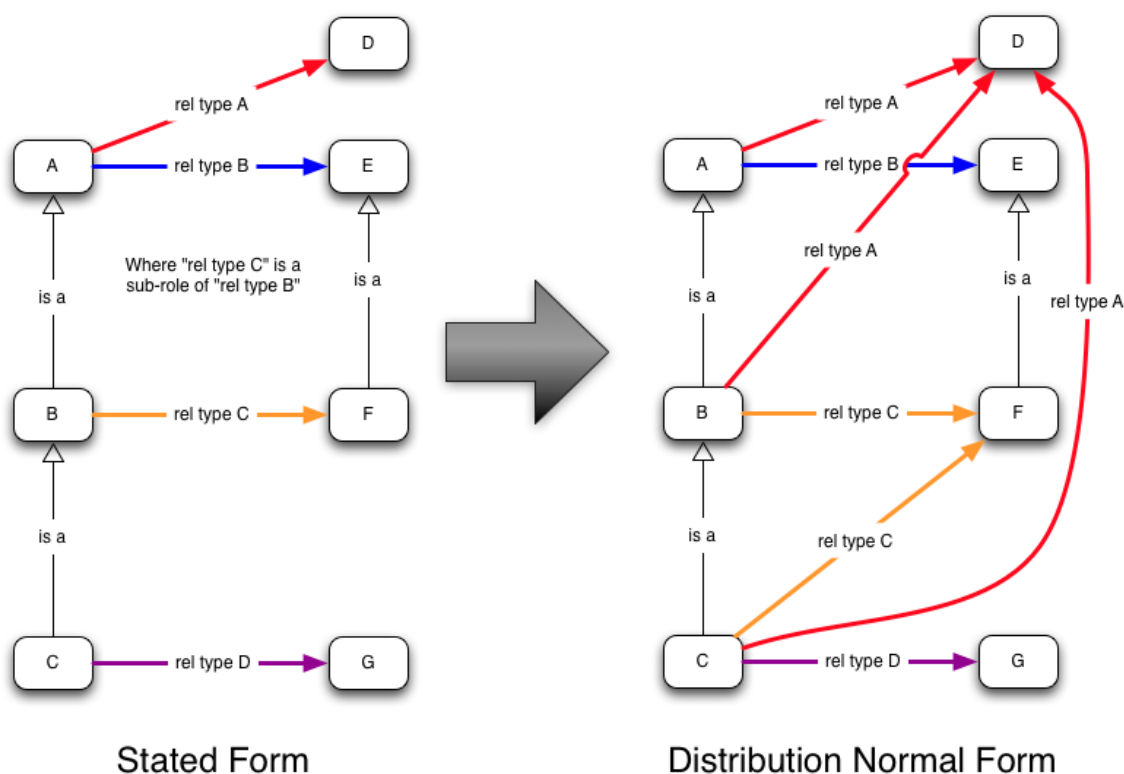 D
rel type A
A
rel type B
E
Where "rel type C" is a
sub-role of "rel type B"
is a
is a
B
rel type C
F
is a
C
rel type D
G
Stated Form
D
rel type A
A
rel type B
E
rel type A
is a
is a
rel type A
B
rel type C
F
is a
rel type C
C
rel type D
G
Distribution Normal Form